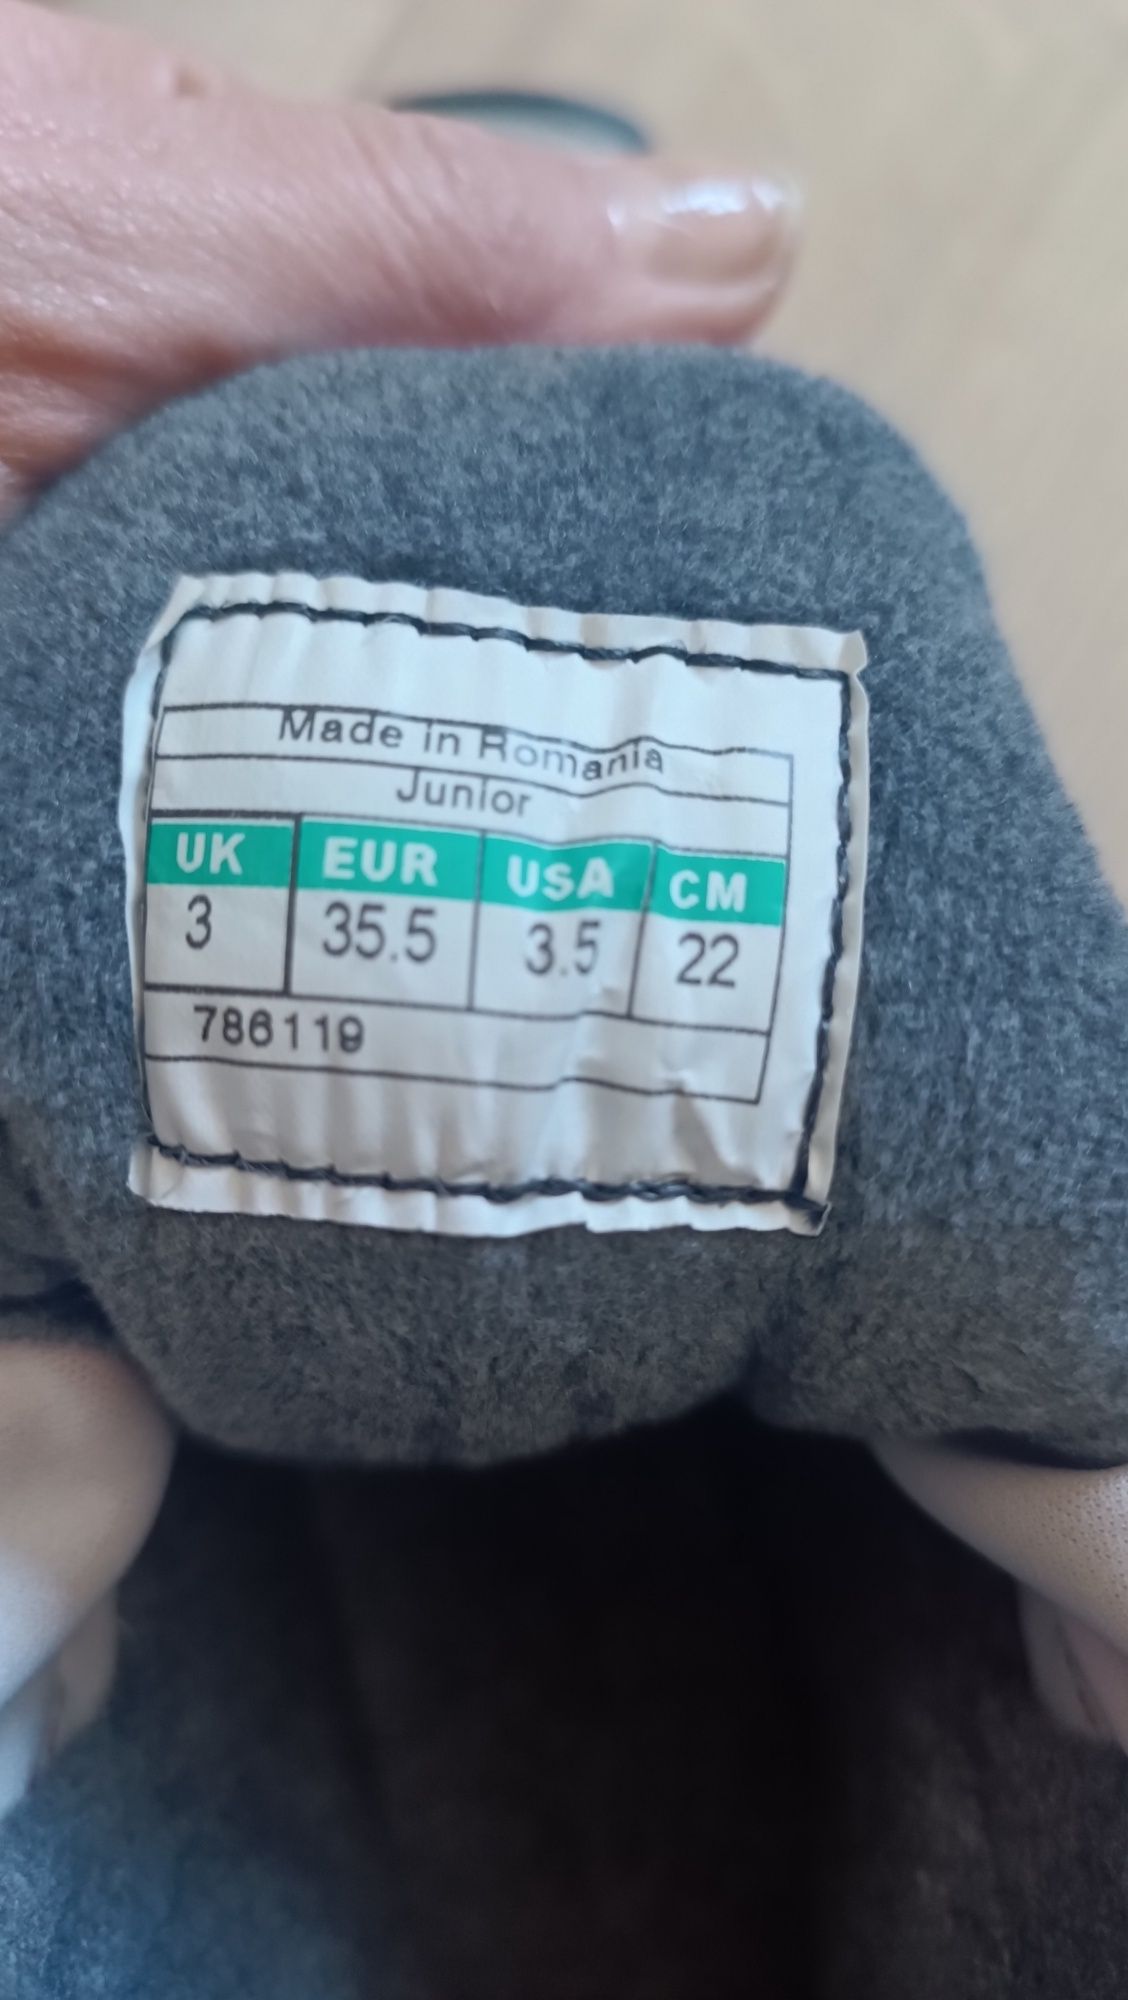 Made in Romania
Junior
UK EUR USA CM
3 35.5 3.5 22
786119